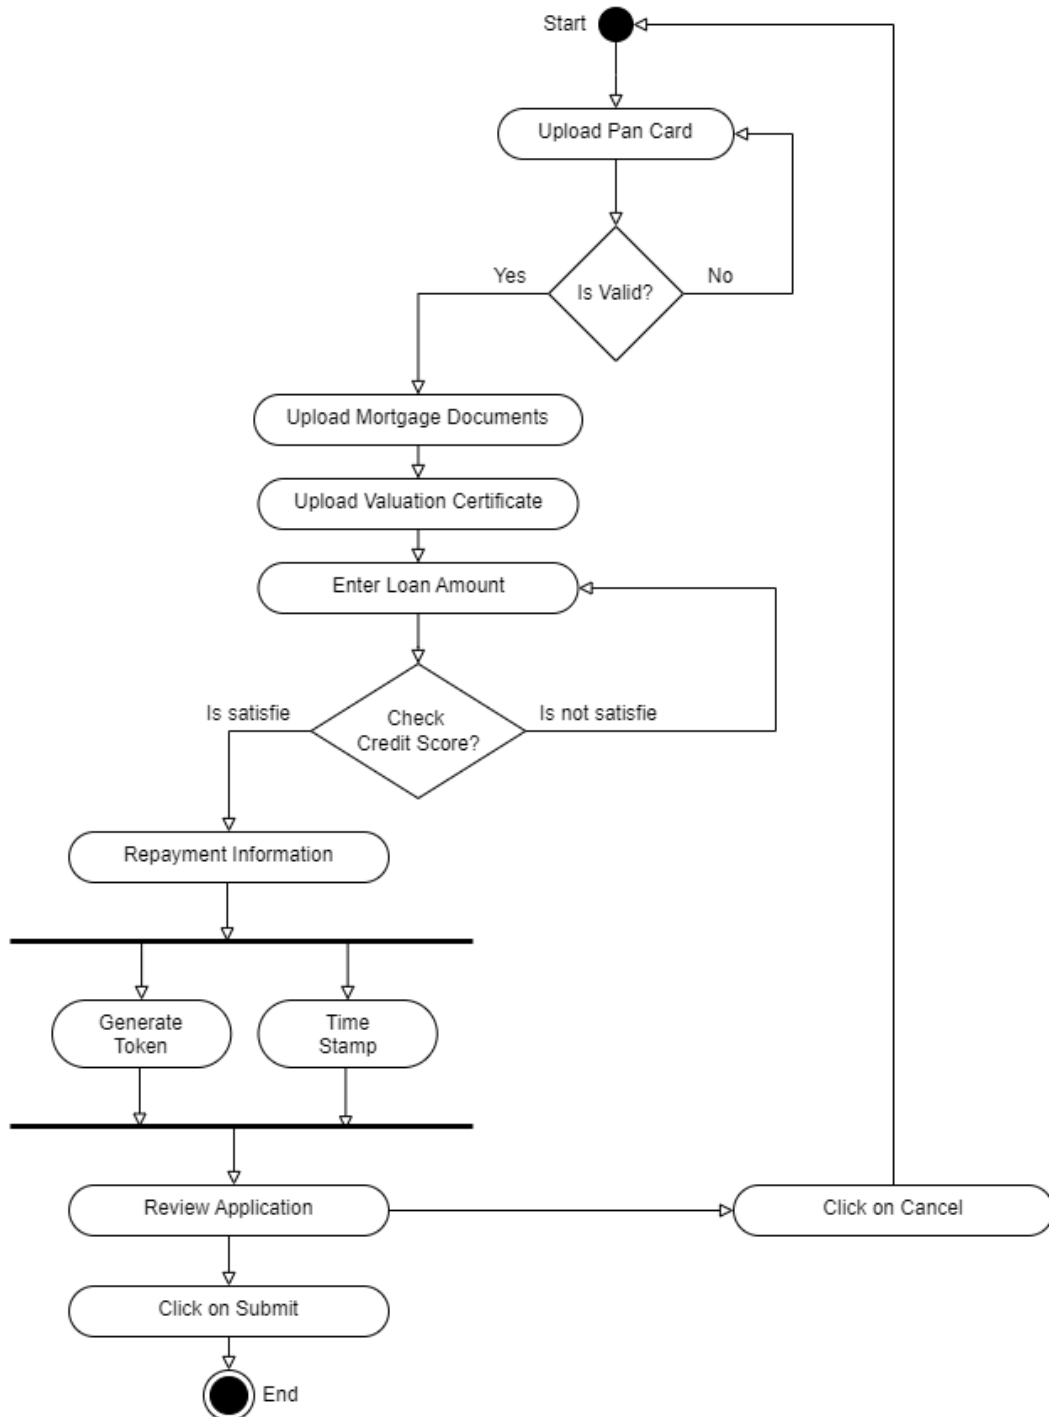 Start
Upload Pan Card
Yes
Is Valid?
No
Upload Mortgage Documents
Upload Valuation Certificate
Enter Loan Amount
Is satisfie
Check
Credit Score?
Is not satisfie
Repayment Information
Generate
Token
Time
Stamp
Review Application
Click on Cancel
Click on Submit
End